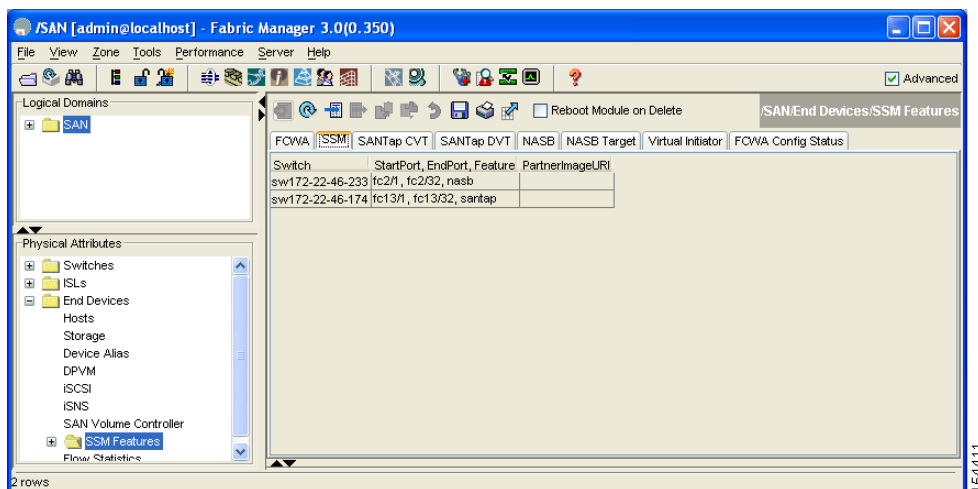 /SAN [admin@localhost] - Fabric Manager 3.0(0.350)
File View Zone Tools Performance Server Help
Advanced
Logical Domains
SAN
Reboot Module on Delete
/SAN/End Devices/SSM Features
FCWA SSM SANTap CVT SANTap DVT NASB NASB Target Virtual Initiator FCWA Config Status
Switch StartPort, EndPort, Feature PartnerImageURI
sw172-22-46-233 fc2/1, fc2/32, nasb
sw172-22-46-174 fc13/1, fc13/32, santap
Physical Attributes
Switches
ISLs
End Devices
Hosts
Storage
Device Alias
DPVM
iSCSI
iSNS
SAN Volume Controller
SSM Features
Flow Statistics
2 rows
154411